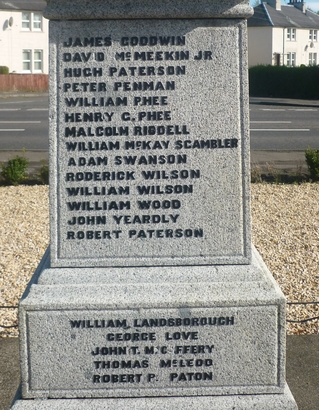 JAMES GOODWIN
DAVID McMEEKIN JR
HUGH PATERSON
PETER PENMAN
WILLIAM PHEE
HENRY G. PHEE
MALCOLM RIDDELL
WILLIAM McKAY SCAMBLER
ADAM SWANSON
RODERICK WILSON
WILLIAM WILSON
WILLIAM WOOD
JOHN YEARDLY
ROBERT PATERSON
WILLIAM LANDSBOROUGH
GEORGE LOVE
JOHN T.
THOMAS McLEOD
ROBERT P. PATON